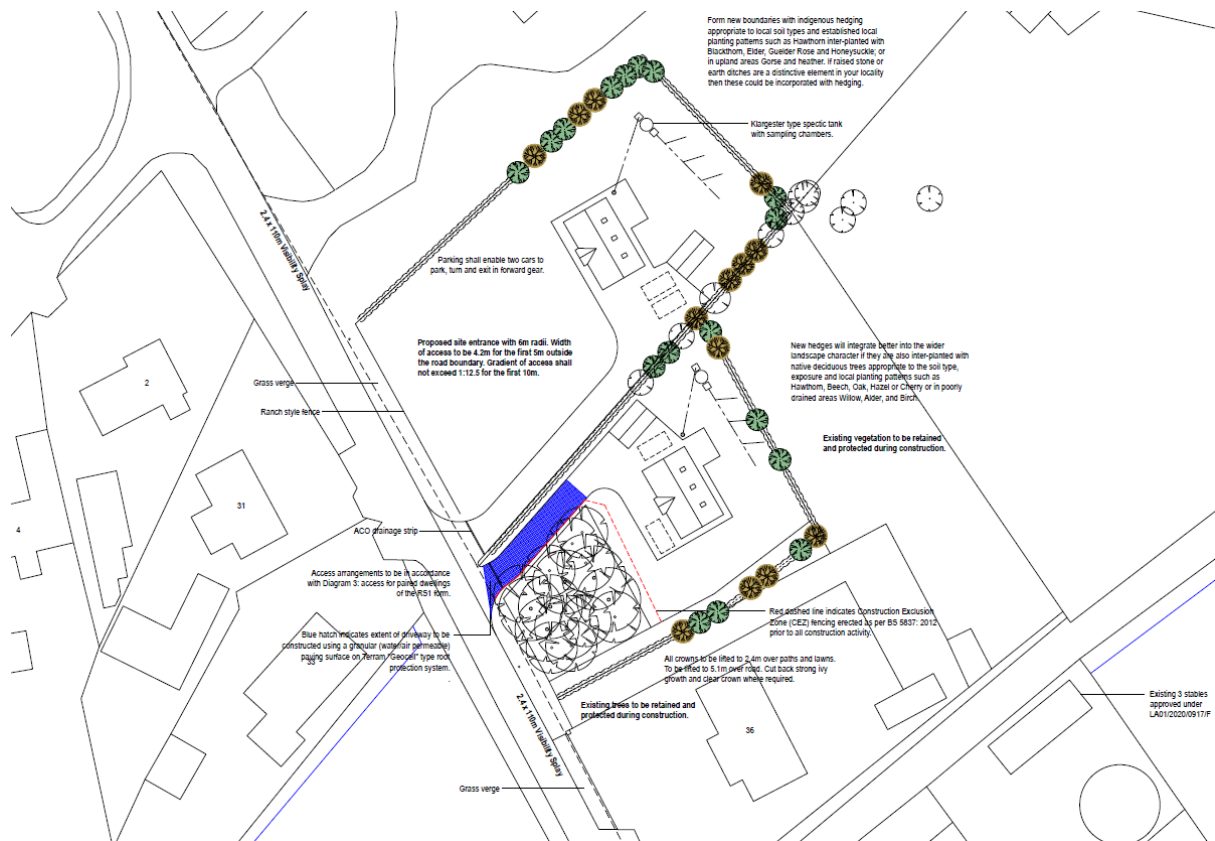 Form new boundaries with indigenous hedging
appropriate to local soil types and established local
planting patterns such as Hawthorn inter-planted with
Blackthorn, Elder, Guelder Rose and Honeysuckle; or
in upland areas Gorse and heather. If raised stone or
earth ditches are a distinctive element in your locality
then these could be incorporated with hedging.
Klargester type spectic tank
with sampling chambers.
2.4 x 110m Visibility Splay
Parking shall enable two cars to
park, turn and exit in forward gear.
Proposed site entrance with 6m radii. Width
of access to be 4.2m for the first 5m outside
the road boundary. Gradient of access shall
not exceed 1:12.5 for the first 10m.
New hedges will integrate better into the wider
landscape character if they are also inter-planted with
native deciduous trees appropriate to the soil type,
exposure and local planting patterns such as
Hawthorn, Beech, Oak, Hazel or Cherry or in poorly
drained areas Willow, Alder, and Birch.
2
Grass verge
Ranch style fence
Existing vegetation to be retained
and protected during construction.
31
4
ACO drainage strip
Access arrangements to be in accordance
with Diagram 3: access for paired dwellings
of the RS1 form.
Blue hatch indicates extent of driveway to be
constructed using a granular (water/air permeable)
paving surface on Terram "Geocell" type root
protection system.
33
Red dashed line indicates Construction Exclusion
Zone (CEZ) fencing erected as per BS 5837: 2012
prior to all construction activity.
All crowns to be lifted to 2.4m over paths and lawns.
To be lifted to 5.1m over road. Cut back strong ivy
growth and clear crown where required.
Existing trees to be retained and
protected during construction.
2.4 x 110m Visibility Splay
36
Existing 3 stables
approved under
LA01/2020/0917/F
Grass verge